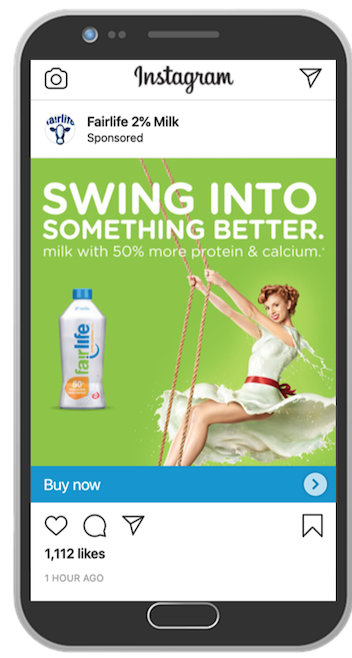 Instagram
fairlife
Fairlife 2% Milk
Sponsored
SWING INTO
SOMETHING BETTER.
milk with 50% more protein & calcium.*
fairlife
Buy now
1,112 likes
1 HOUR AGO